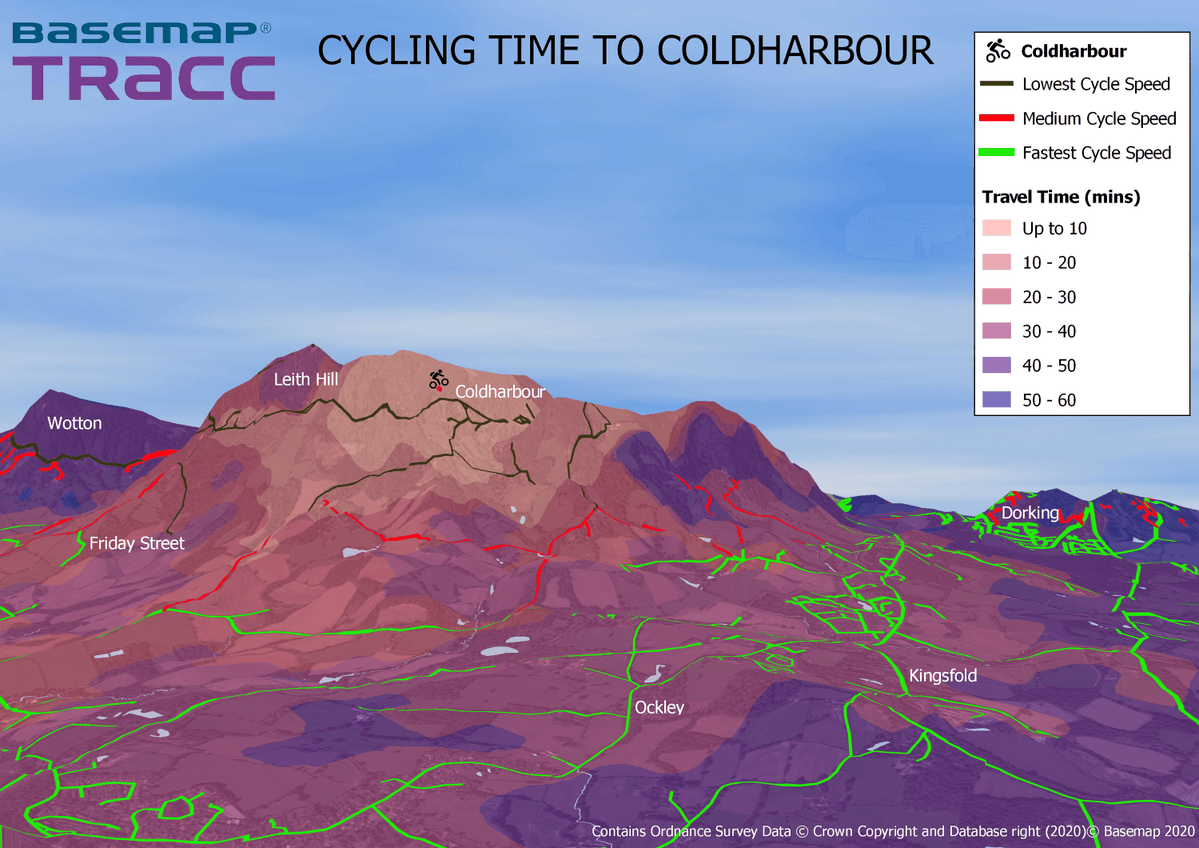 BASEMAP®
TRACC
CYCLING TIME TO COLDHARBOUR
Coldharbour
Lowest Cycle Speed
Medium Cycle Speed
Fastest Cycle Speed
Travel Time (mins)
Up to 10
10 - 20
20 - 30
30 - 40
40 - 50
50 - 60
Leith Hill
Coldharbour
Wotton
Dorking
Friday Street
Kingsfold
Ockley
Contains Ordnance Survey Data © Crown Copyright and Database right (2020)© Basemap 2020